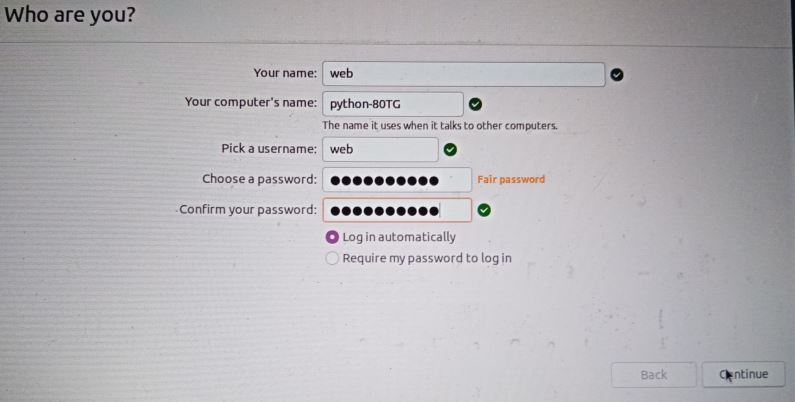 Who are you?
Your name: web
Your computer's name: python-80TG
The name it uses when it talks to other computers.
Pick a username: web
Choose a password: ●●●●●●●●●● Fair password
Confirm your password: ●●●●●●●●●●
Log in automatically
Require my password to log in
Back Continue